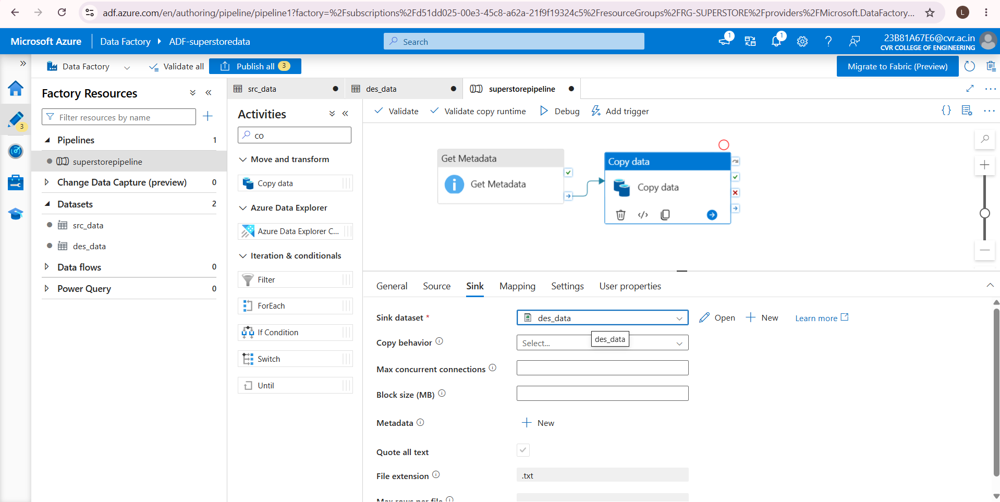 adf.azure.com/en/authoring/pipeline/pipeline1?factory=%2Fsubscriptions%2Fd51dd025-00e3-45c8-a62a-21f9f19324c5%2FresourceGroups%2FRG-SUPERSTORE%2Fproviders%2FMicrosoft.DataFactory...
L
Microsoft Azure
Data Factory
ADF-superstoredata
Search
1
1
23B81A67E6@cvr.ac.in
CVR COLLEGE OF ENGINEERING
Data Factory
Validate all
Publish all 3
Migrate to Fabric (Preview)
3
Factory Resources
Filter resources by name
Pipelines 1
superstorepipeline
Change Data Capture (preview) 0
Datasets 2
src_data
des_data
Data flows 0
Power Query 0
src_data
des_data
superstorepipeline
Activities
co
Move and transform
Copy data
Azure Data Explorer
Azure Data Explorer C...
Iteration & conditionals
Filter
ForEach
If Condition
Switch
Until
Validate
Validate copy runtime
Debug
Add trigger
Get Metadata
Get Metadata
Copy data
Copy data
General
Source
Sink
Mapping
Settings
User properties
Sink dataset *
des_data
Open
New
Learn more
Copy behavior
Select...
des_data
Max concurrent connections
Block size (MB)
Metadata
New
Quote all text
File extension
.txt
Max rows per file